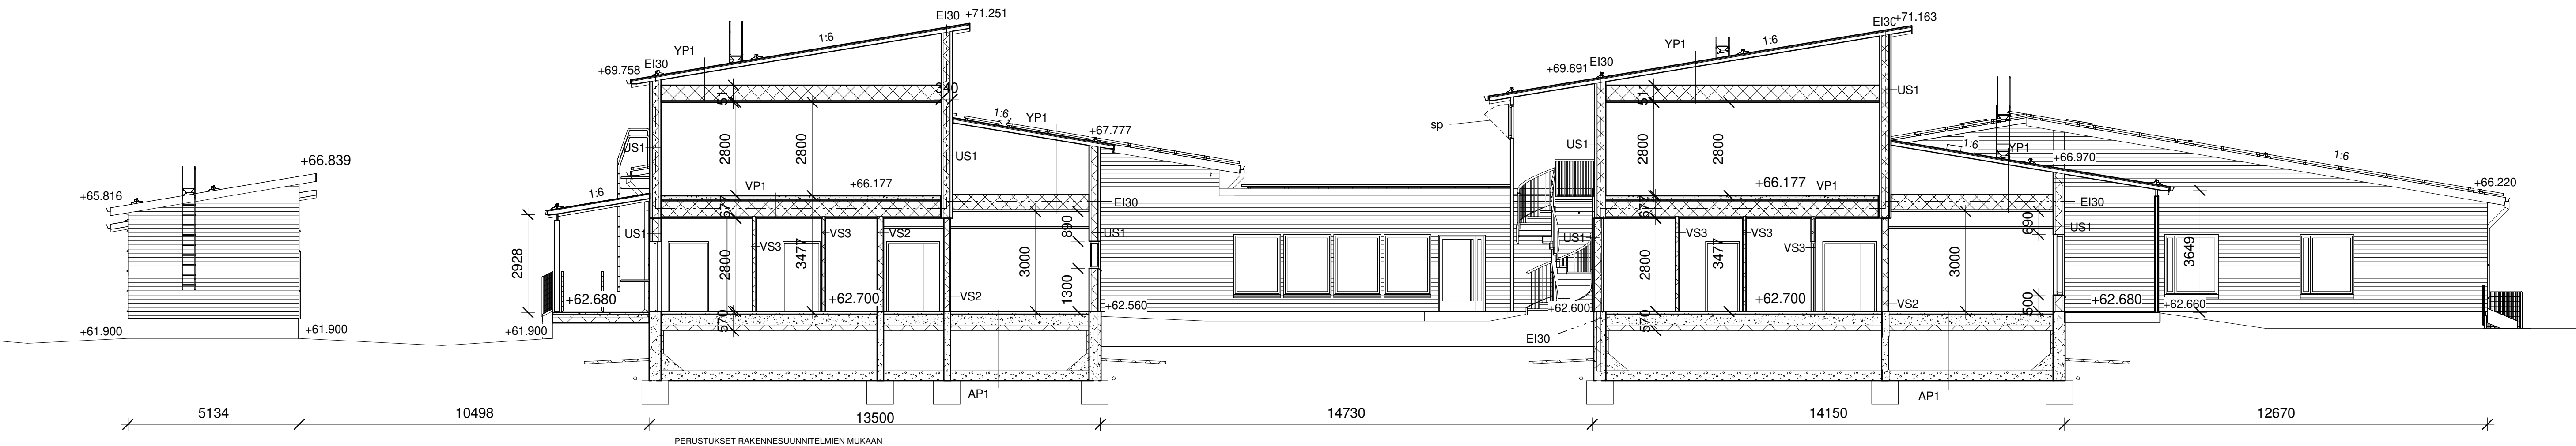 +66.839
+65.816
+61.900
+61.900
5134
10498
1:6
2928
+61.900
+62.680
+69.758
EI30
YP1
1:6
EI30
+71.251
511
340
US1
2800
2800
US1
VP1
+66.177
677
US1
VS3
VS3
VS2
2800
3477
+62.700
VS2
570
1:6
YP1
+67.777
EI30
890
US1
3000
1300
+62.560
AP1
13500
PERUSTUKSET RAKENNESUUNNITELMIEN MUKAAN
14730
sp
+69.691
EI30
YP1
1:6
EI30
+71.163
511
US1
US1
2800
2800
+66.177
VP1
677
US1
VS3
VS3
VS3
2800
3477
+62.700
VS2
+62.600
570
EI30
1:6
YP1
+66.970
EI30
690
US1
3000
500
+62.680
3649
+62.660
AP1
14150
1:6
+66.220
12670